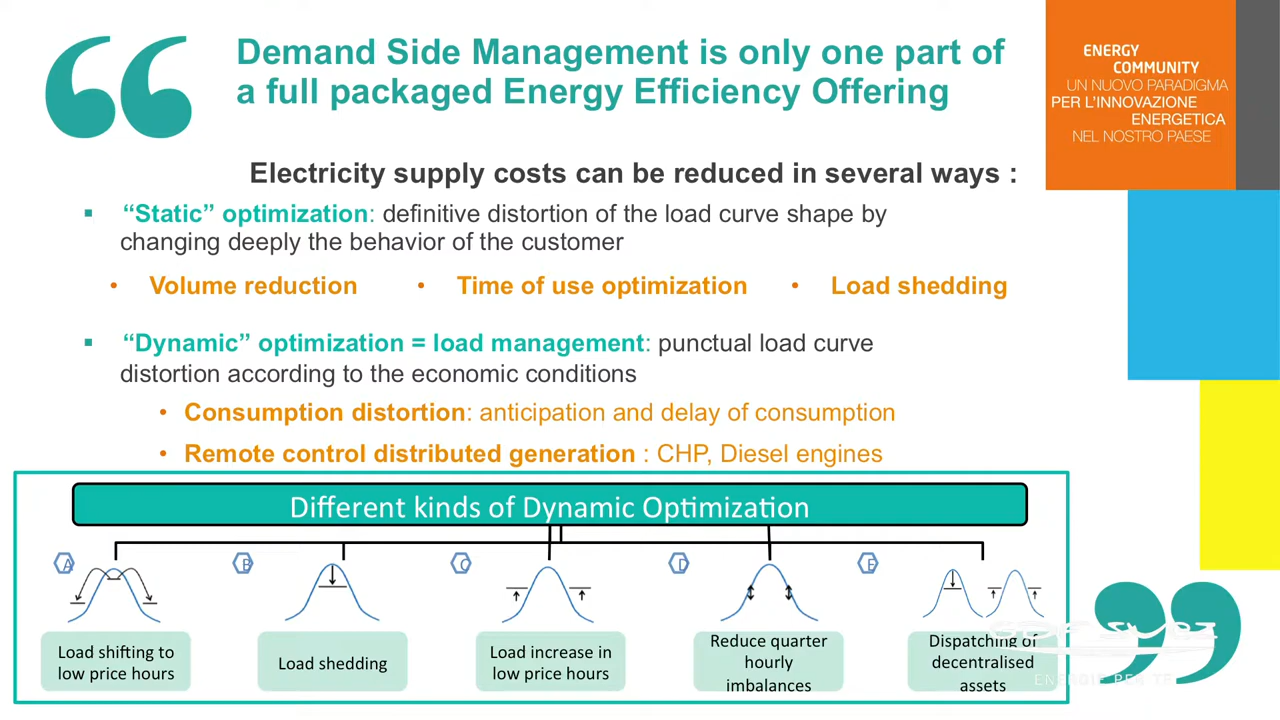 Demand Side Management is only one part of
a full packaged Energy Efficiency Offering
ENERGY
COMMUNITY
UN NUOVO PARADIGMA
PER L'INNOVAZIONE
ENERGETICA
NEL NOSTRO PAESE
Electricity supply costs can be reduced in several ways :
▪ “Static” optimization: definitive distortion of the load curve shape by
changing deeply the behavior of the customer
• Volume reduction • Time of use optimization • Load shedding
▪ “Dynamic” optimization = load management: punctual load curve
distortion according to the economic conditions
• Consumption distortion: anticipation and delay of consumption
• Remote control distributed generation : CHP, Diesel engines
Different kinds of Dynamic Optimization
A B C D E
Load shifting to
low price hours
Load shedding
Load increase in
low price hours
Reduce quarter
hourly
imbalances
Dispatching of
decentralised
assets
GDF SUEZ